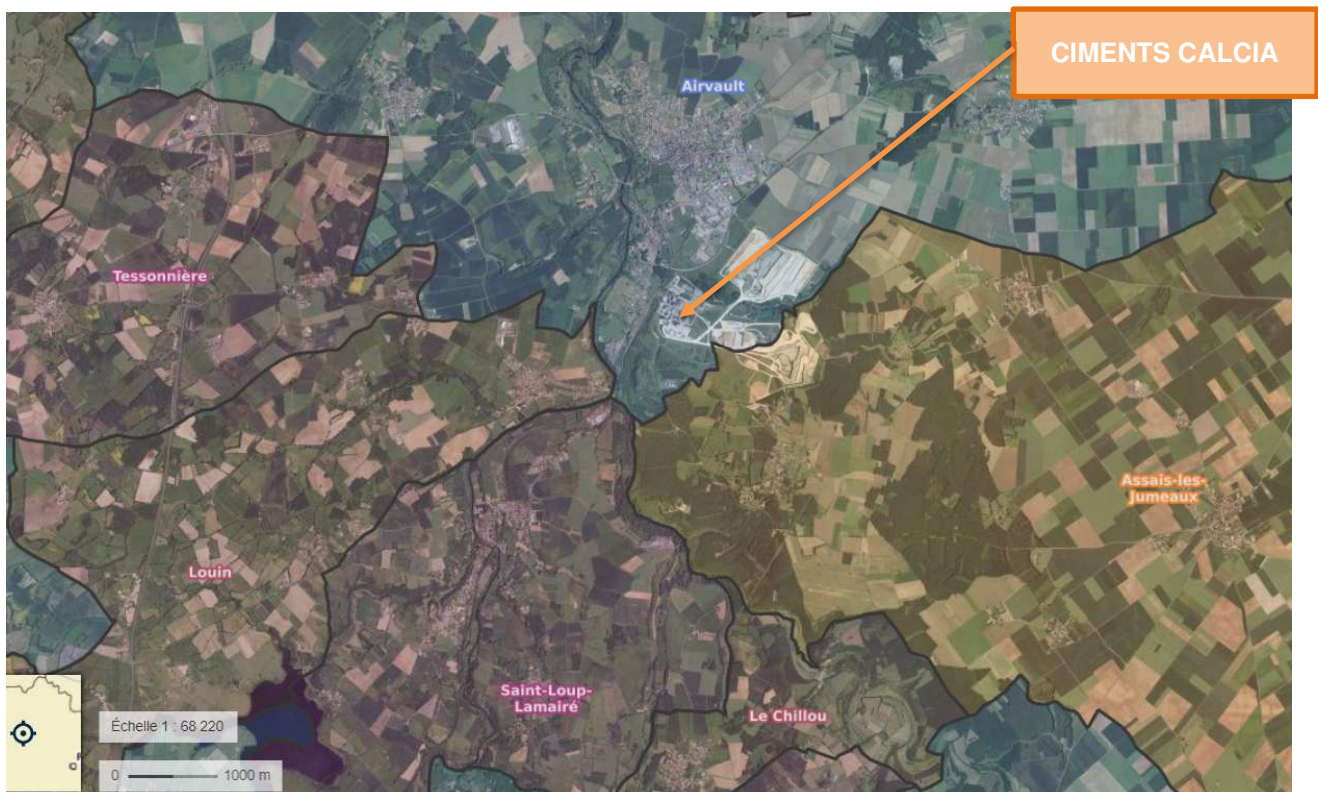 CIMENTS CALCIA
Airvault
Tessonnière
Assais-les-
Jumeaux
Louin
Saint-Loup-
Lamairé
Le Chillou
Échelle 1 : 68 220
0 1000 m